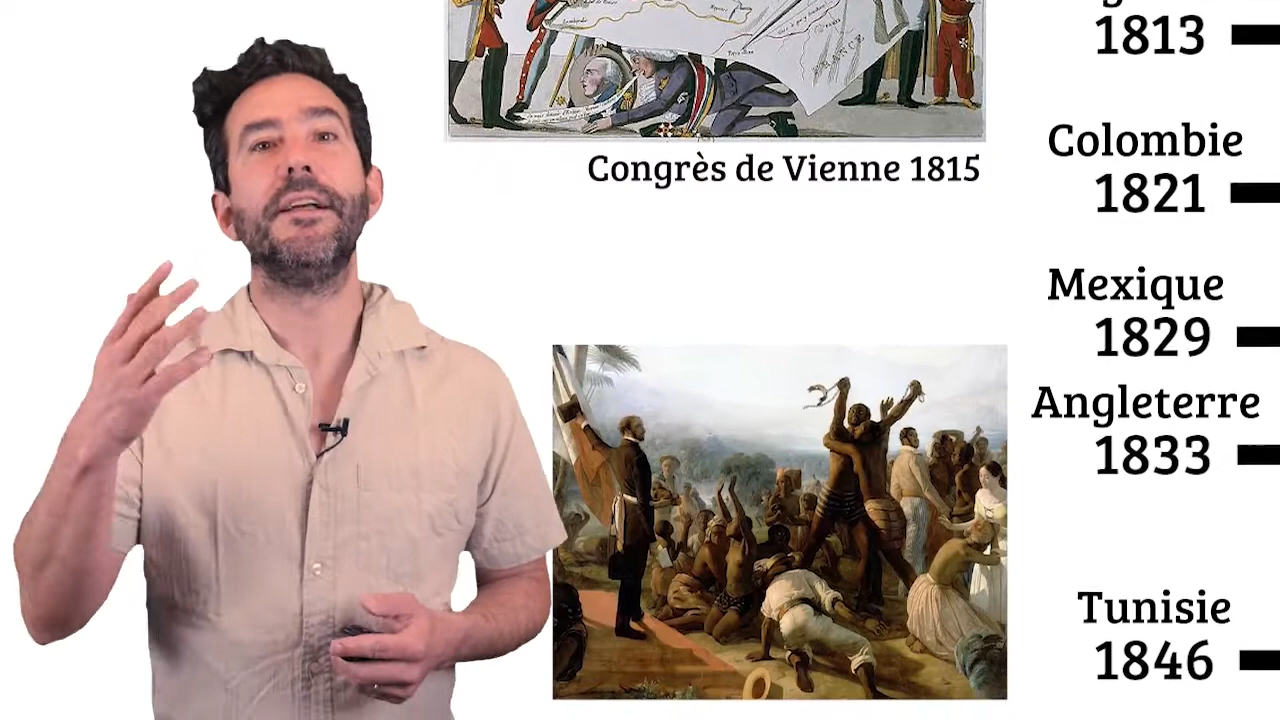 1813
Congrès de Vienne 1815
Colombie
1821
Mexique
1829
Angleterre
1833
Tunisie
1846